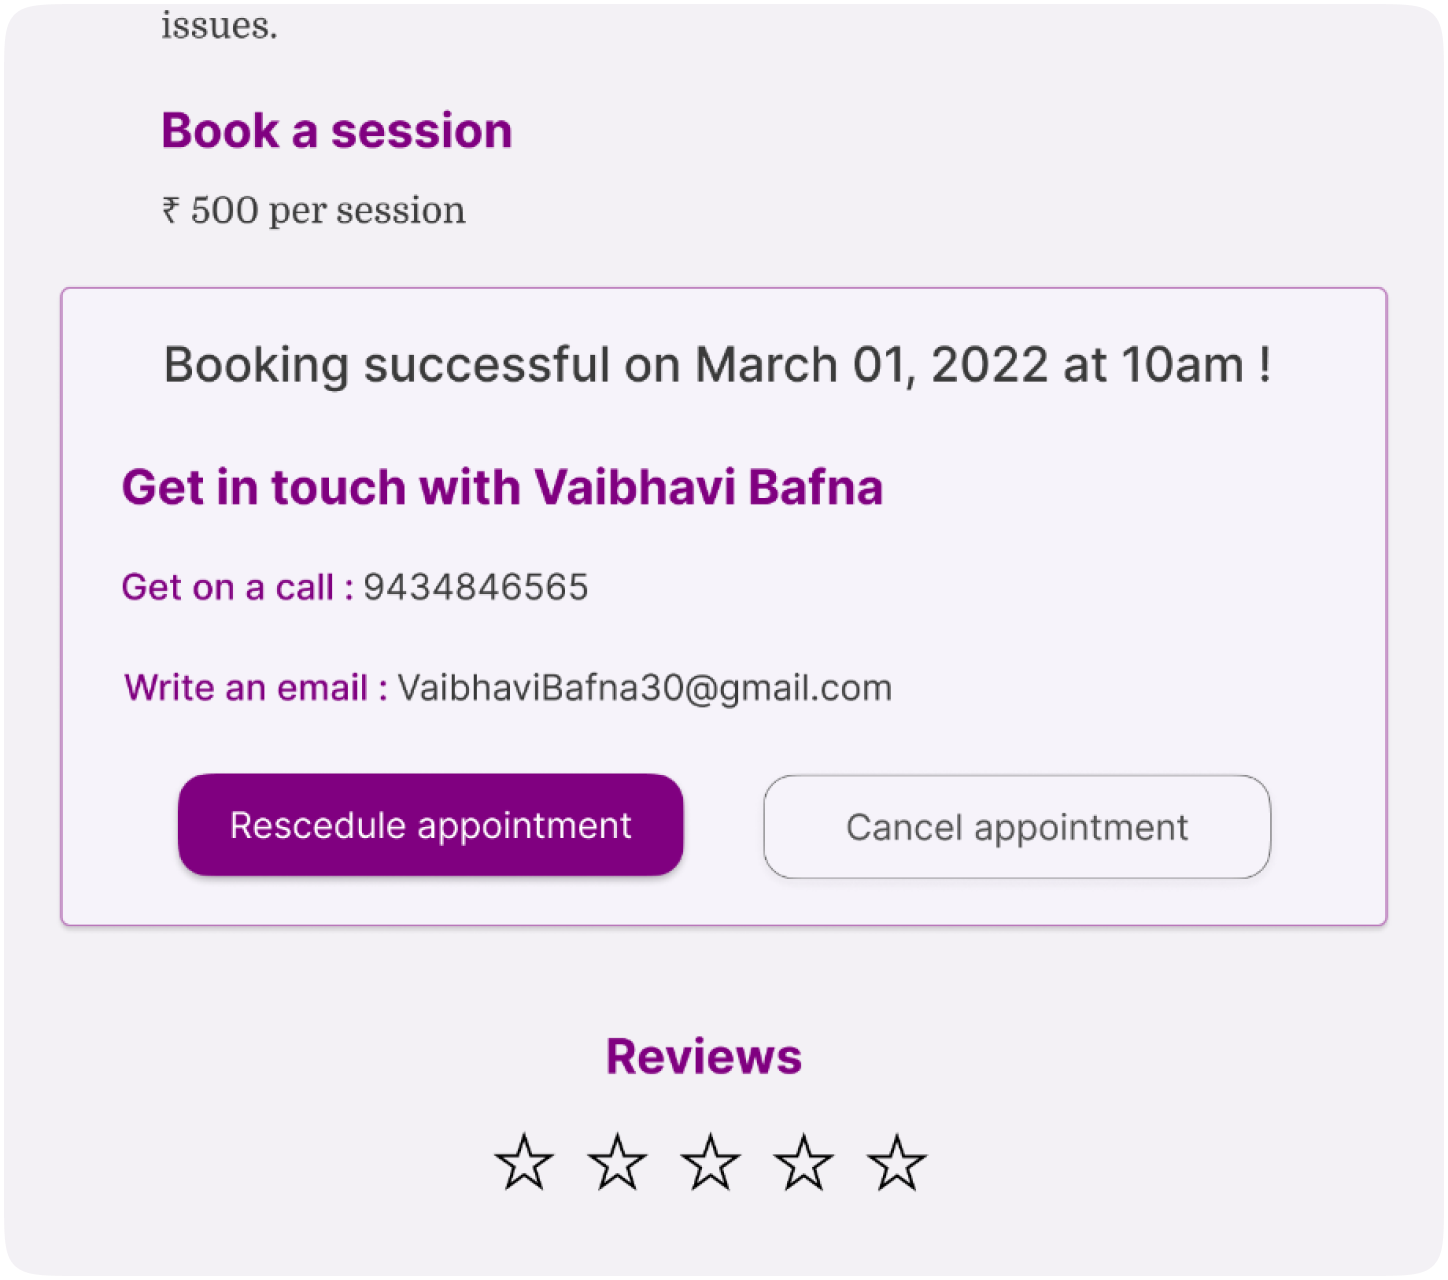 issues.
Book a session
₹ 500 per session
Booking successful on March 01, 2022 at 10am !
Get in touch with Vaibhavi Bafna
Get on a call : 9434846565
Write an email : VaibhaviBafna30@gmail.com
Rescedule appointment
Cancel appointment
Reviews